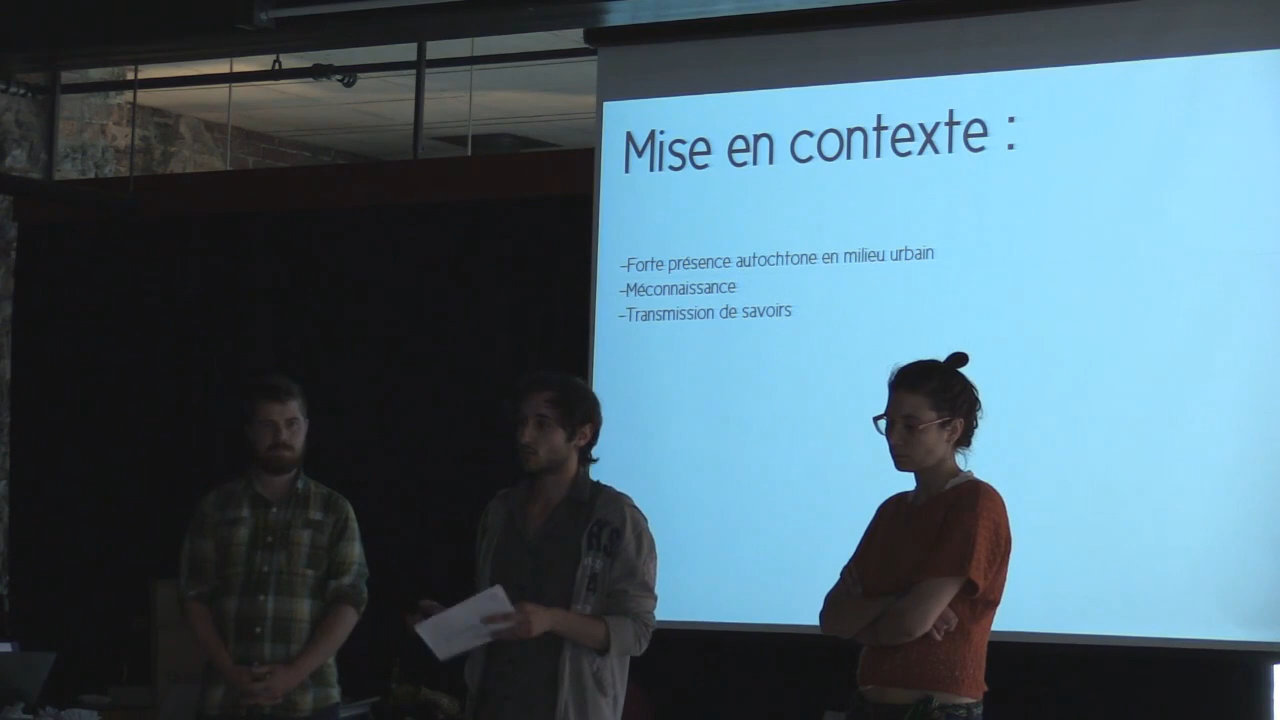 Mise en contexte :
-Forte présence autochtone en milieu urbain
-Méconnaissance
-Transmission de savoirs